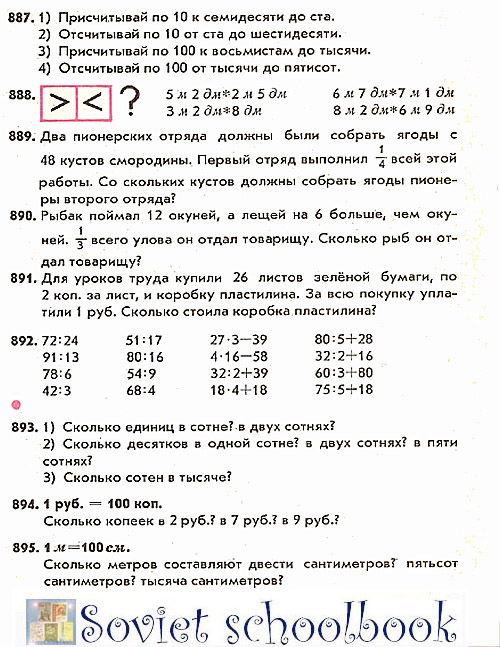 887. 1) Присчитывай по 10 к семидесяти до ста.
2) Отсчитывай по 10 от ста до шестидесяти.
3) Присчитывай по 100 к восьмистам до тысячи.
4) Отсчитывай по 100 от тысячи до пятисот.
888. > < ? 5 м 2 дм*2 м 5 дм 6 м 7 дм*7 м 1 дм
3 м 2 дм*8 дм 8 м 2 дм*6 м 9 дм
889. Два пионерских отряда должны были собрать ягоды с
48 кустов смородины. Первый отряд выполнил 1/4 всей этой
работы. Со скольких кустов должны собрать ягоды пионе-
ры второго отряда?
890. Рыбак поймал 12 окуней, а лещей на 6 больше, чем оку-
ней. 1/3 всего улова он отдал товарищу. Сколько рыб он от-
дал товарищу?
891. Для уроков труда купили 26 листов зелёной бумаги, по
2 коп. за лист, и коробку пластилина. За всю покупку упла-
тили 1 руб. Сколько стоила коробка пластилина?
892. 72:24 51:17 27·3—39 80:5+28
91:13 80:16 4·16—58 32:2+16
78:6 54:9 32:2+39 60:3+80
42:3 68:4 18·4+18 75:5+18
893. 1) Сколько единиц в сотне? в двух сотнях?
2) Сколько десятков в одной сотне? в двух сотнях? в пяти
сотнях?
3) Сколько сотен в тысяче?
894. 1 руб. = 100 коп.
Сколько копеек в 2 руб.? в 7 руб.? в 9 руб.?
895. 1 м=100 см.
Сколько метров составляют двести сантиметров? пятьсот
сантиметров? тысяча сантиметров?
Soviet schoolbook